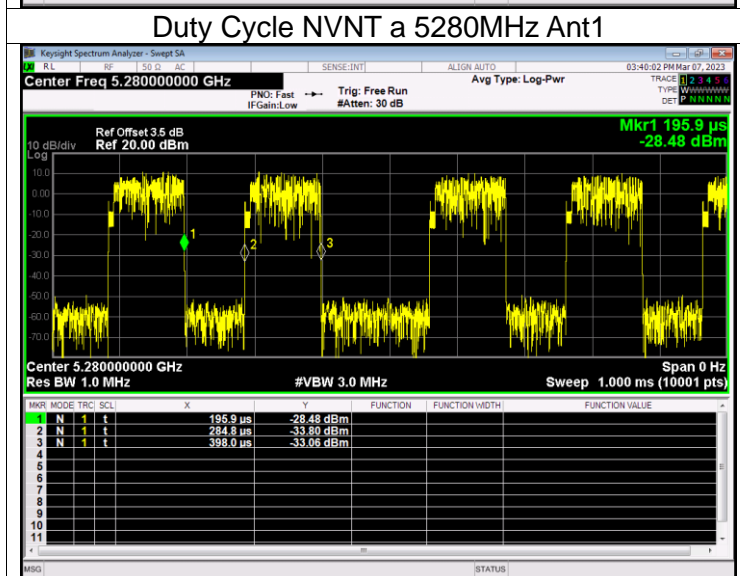 Duty Cycle NVNT a 5280MHz Ant1
Keysight Spectrum Analyzer - Swept SA
LXI RL RF 50 Ω AC SENSE:INT ALIGN AUTO 03:40:02 PM Mar 07, 2023
Center Freq 5.280000000 GHz Avg Type: Log-Pwr TRACE 1 2 3 4 5 6
PNO: Fast Trig: Free Run TYPE WWWWWW
IFGain:Low #Atten: 30 dB DET P N N N N N
Mkr1 195.9 µs
Ref Offset 3.5 dB
10 dB/div Ref 20.00 dBm -28.48 dBm
Log
10.0
0.00
-10.0
-20.0
-30.0
-40.0
-50.0
-60.0
-70.0
1
2
3
Center 5.280000000 GHz Span 0 Hz
Res BW 1.0 MHz #VBW 3.0 MHz Sweep 1.000 ms (10001 pts)
MKR MODE TRC SCL X Y FUNCTION FUNCTION WIDTH FUNCTION VALUE
1 N 1 t 195.9 µs -28.48 dBm
2 N 1 t 284.8 µs -33.80 dBm
3 N 1 t 398.0 µs -33.06 dBm
4
5
6
7
8
9
10
11
MSG STATUS